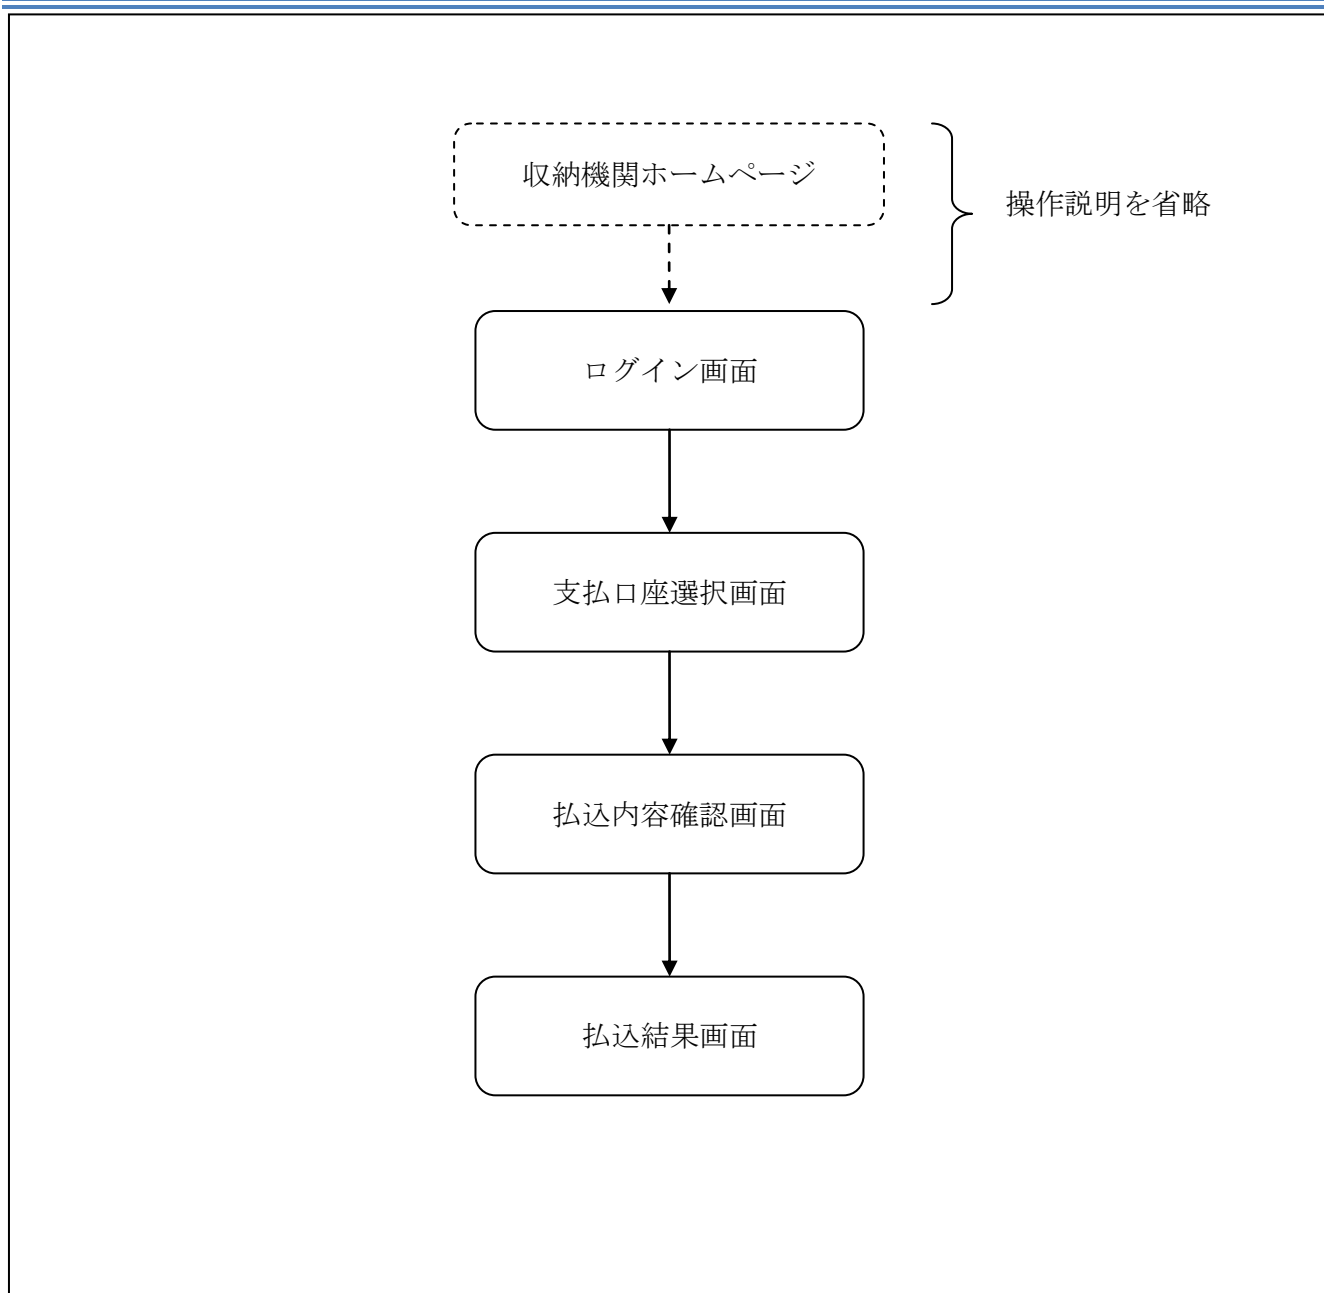 収納機関ホームページ
操作説明を省略
ログイン画面
支払口座選択画面
払込内容確認画面
払込結果画面